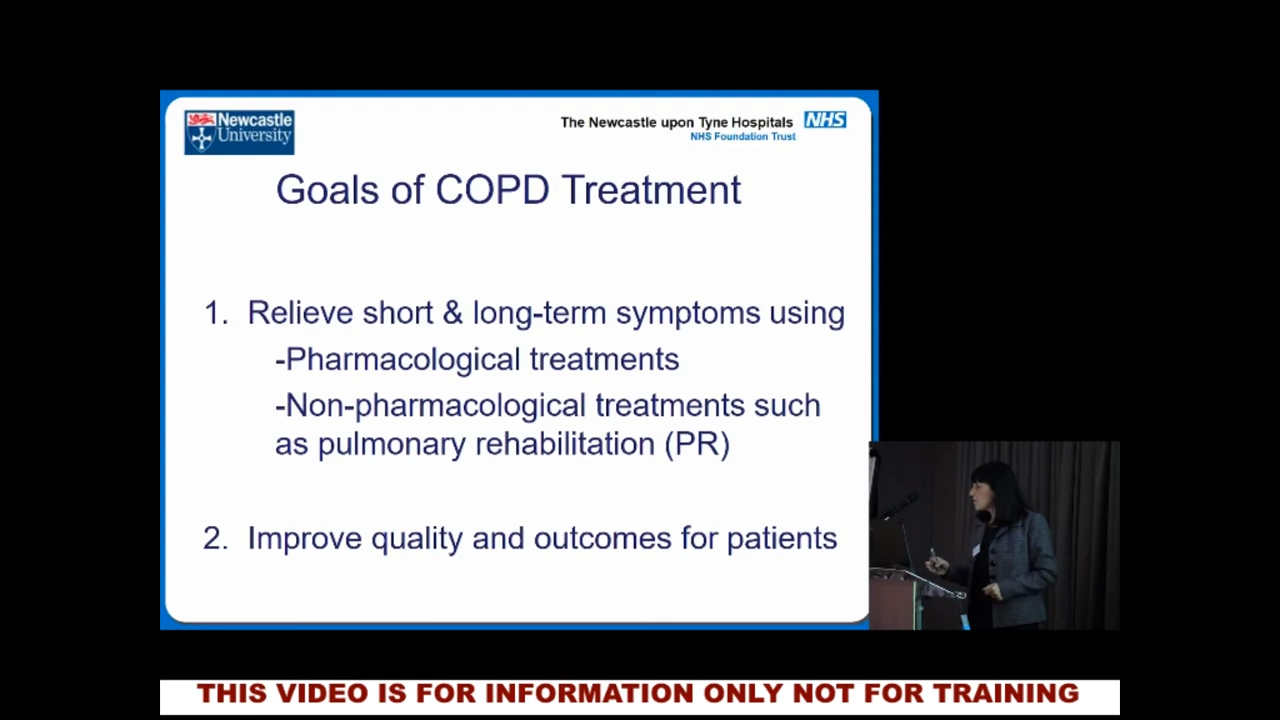 Newcastle
University
The Newcastle upon Tyne Hospitals NHS
NHS Foundation Trust
Goals of COPD Treatment
1. Relieve short & long-term symptoms using
-Pharmacological treatments
-Non-pharmacological treatments such
as pulmonary rehabilitation (PR)
2. Improve quality and outcomes for patients
THIS VIDEO IS FOR INFORMATION ONLY NOT FOR TRAINING